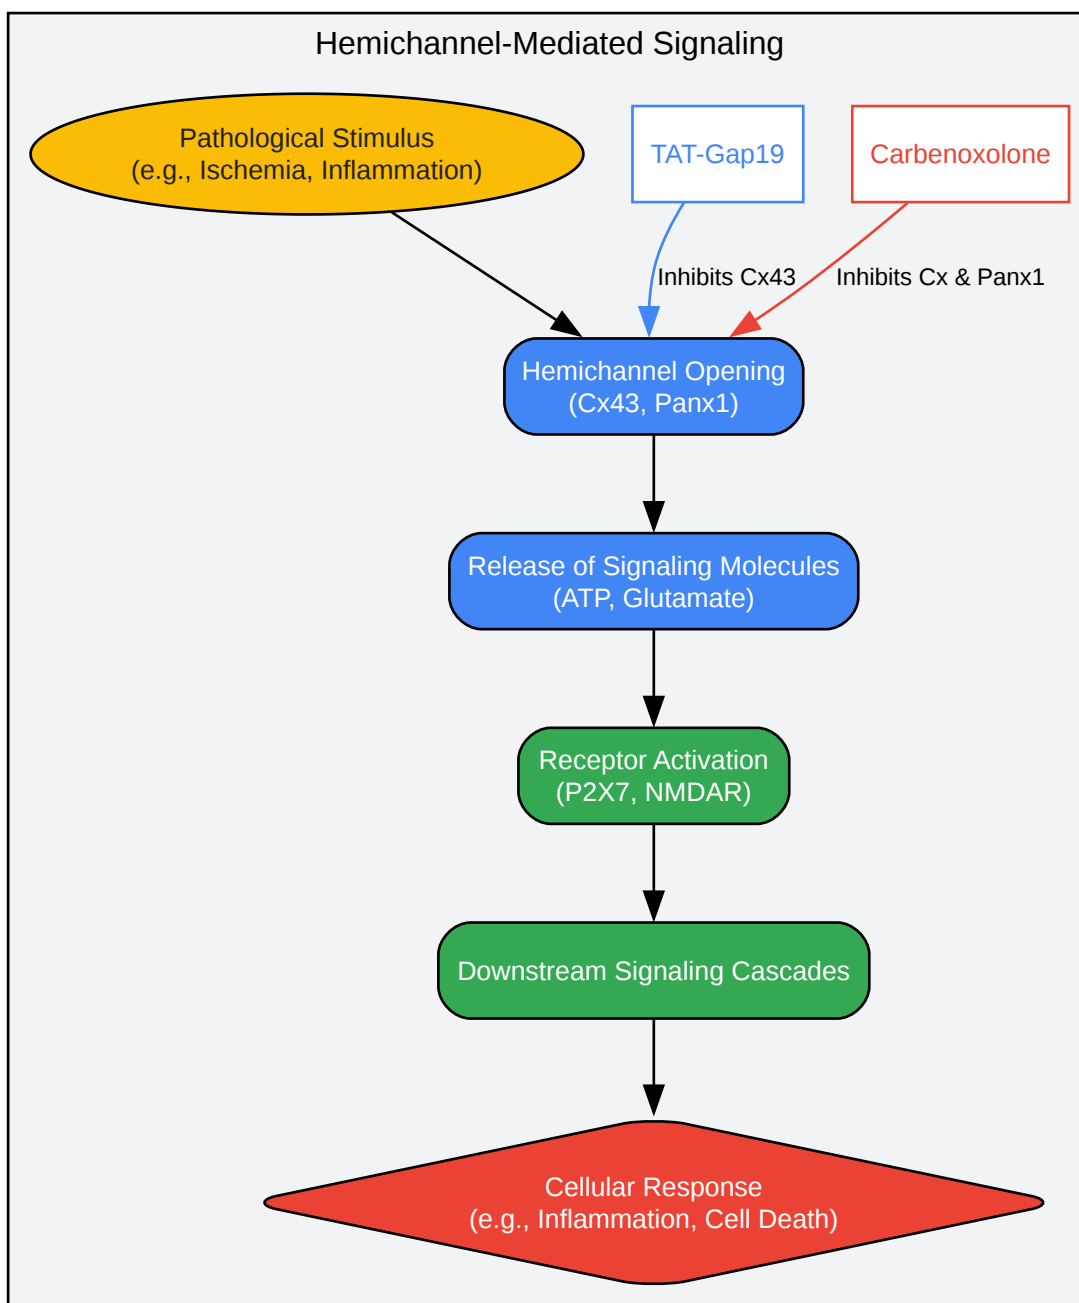 Hemichannel-Mediated Signaling
Pathological Stimulus
(e.g., Ischemia, Inflammation)
TAT-Gap19
Carbenoxolone
Inhibits Cx43
Inhibits Cx & Panx1
Hemichannel Opening
(Cx43, Panx1)
Release of Signaling Molecules
(ATP, Glutamate)
Receptor Activation
(P2X7, NMDAR)
Downstream Signaling Cascades
Cellular Response
(e.g., Inflammation, Cell Death)